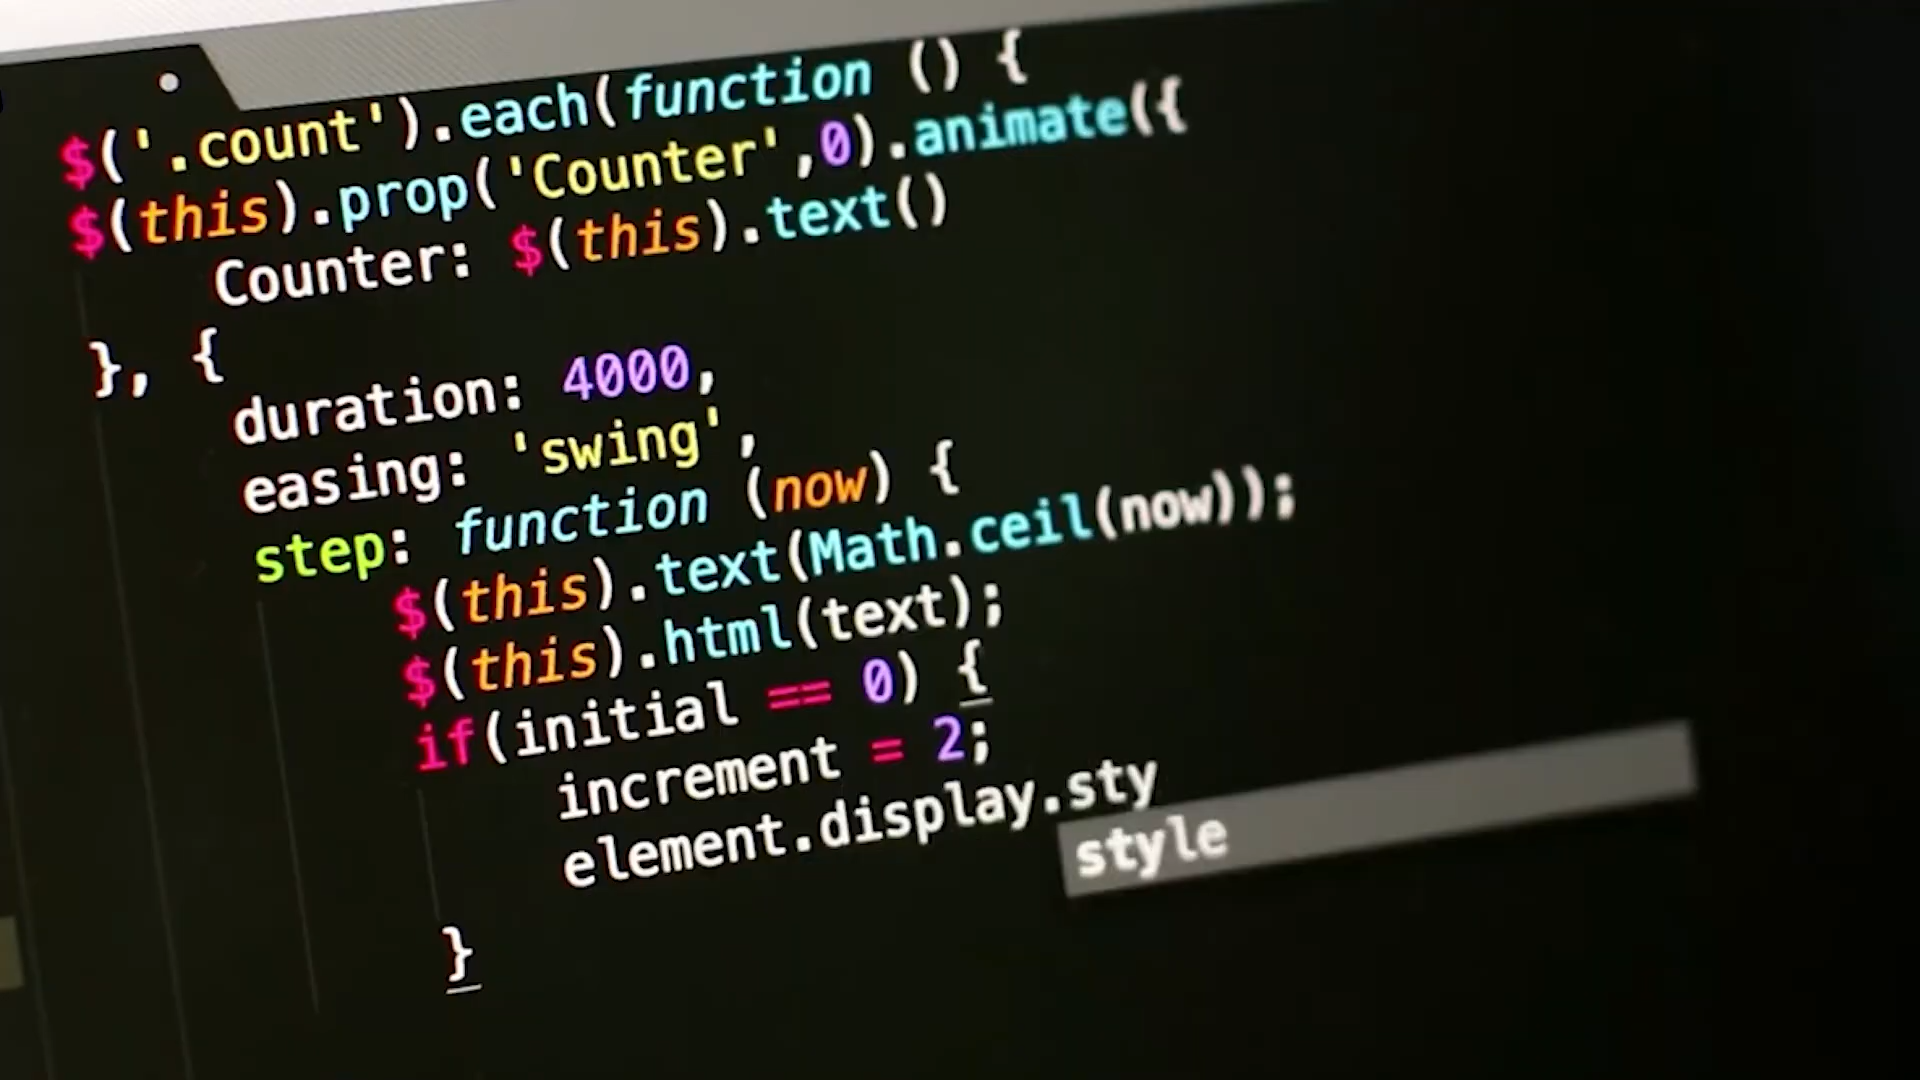 $('.count').each(function () {
$(this).prop('Counter',0).animate({
Counter: $(this).text()
}, {
duration: 4000,
easing: 'swing',
step: function (now) {
$(this).text(Math.ceil(now));
$(this).html(text);
if(initial == 0) {
increment = 2;
element.display.sty
style
}